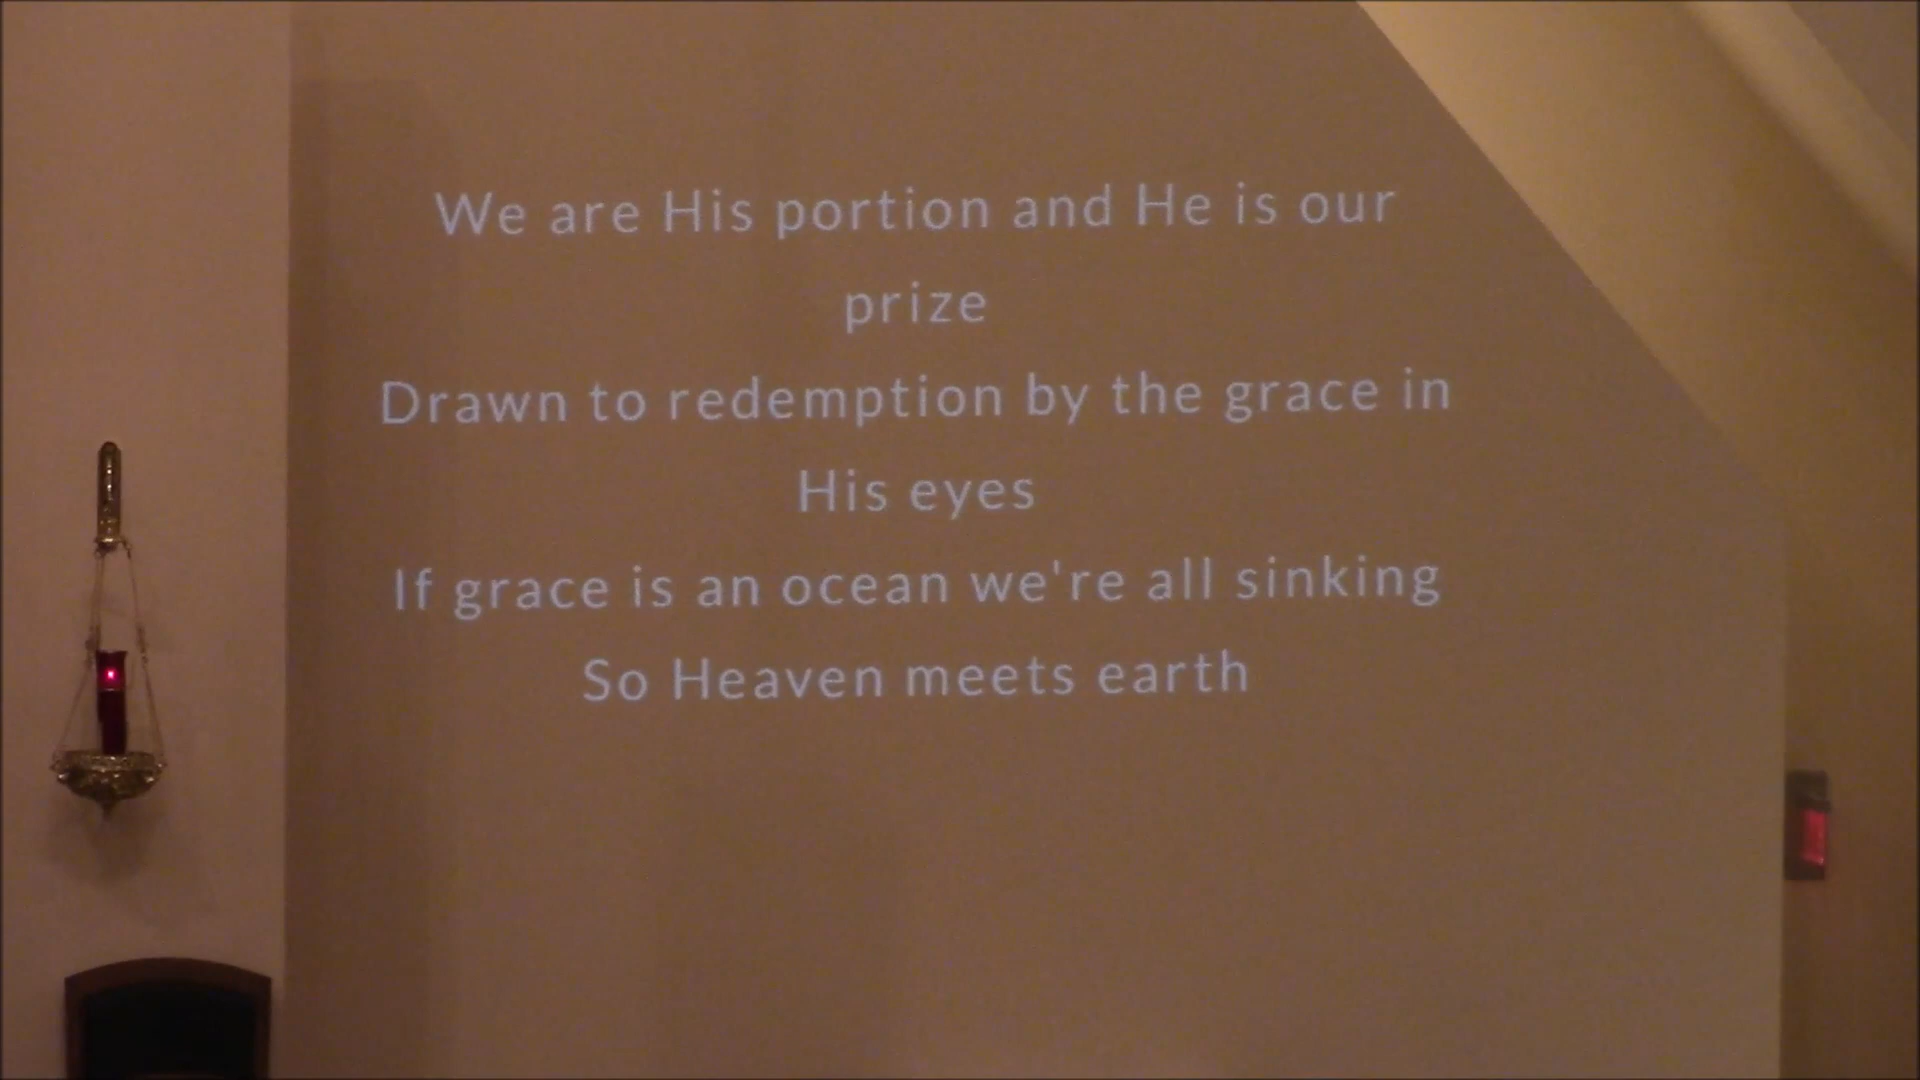 We are His portion and He is our
prize
Drawn to redemption by the grace in
His eyes
If grace is an ocean we're all sinking
So Heaven meets earth